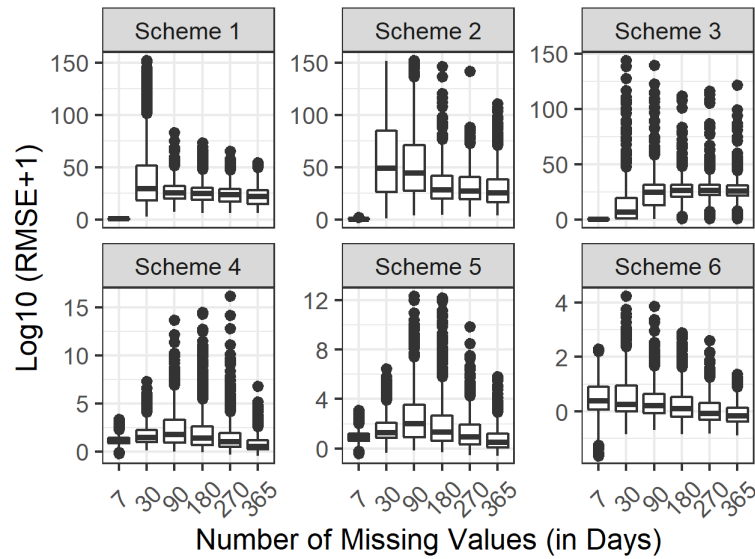 Scheme 1 Scheme 2 Scheme 3
150 150 150
100 100 100
50 50 50
0 0 0
Scheme 4 Scheme 5 Scheme 6
15 12 4
10 8 2
5 4 0
0 0
7 30 90 180 270 365 7 30 90 180 270 365 7 30 90 180 270 365
Log10 (RMSE+1)
Number of Missing Values (in Days)